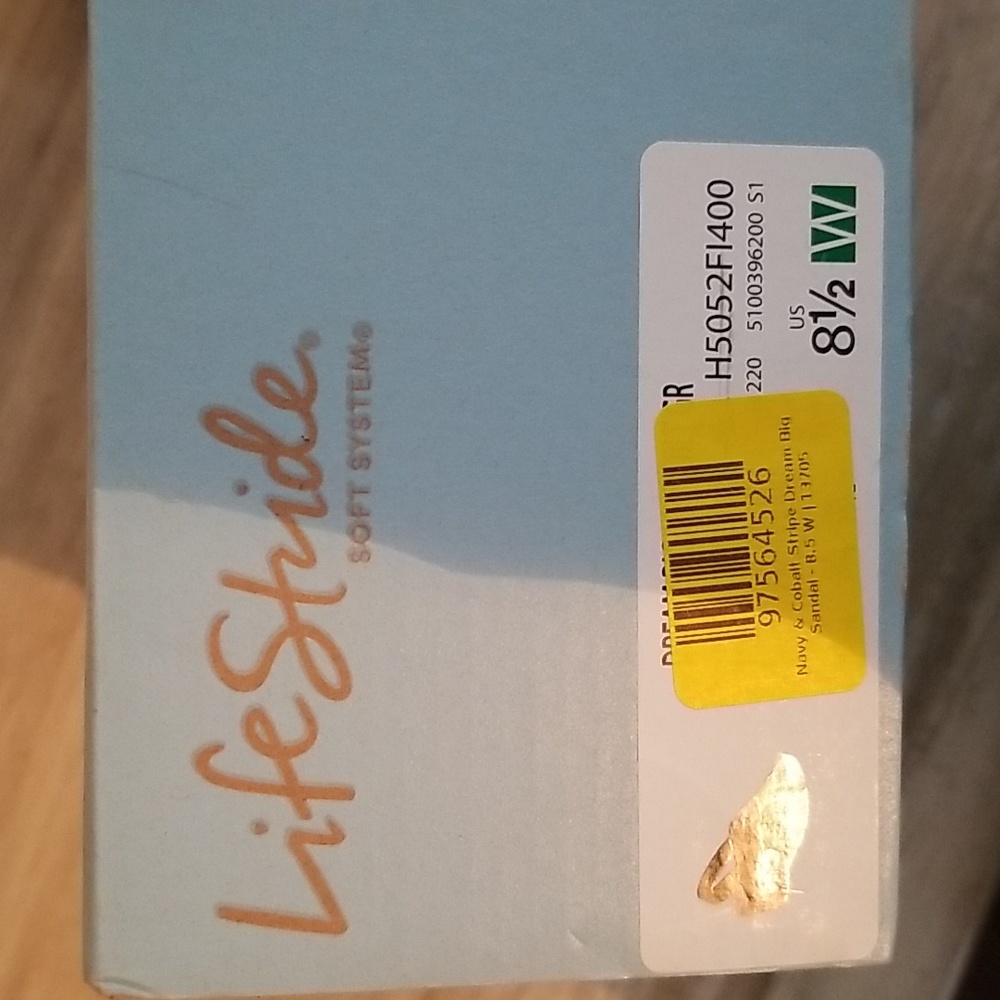 LifeStride®
SOFT SYSTEM®
H5052FI400
220 5100396200 S1
US
8½ W
97564526
Navy & Cobalt Stripe Dream Big
Sandal - 8.5 W | 13705